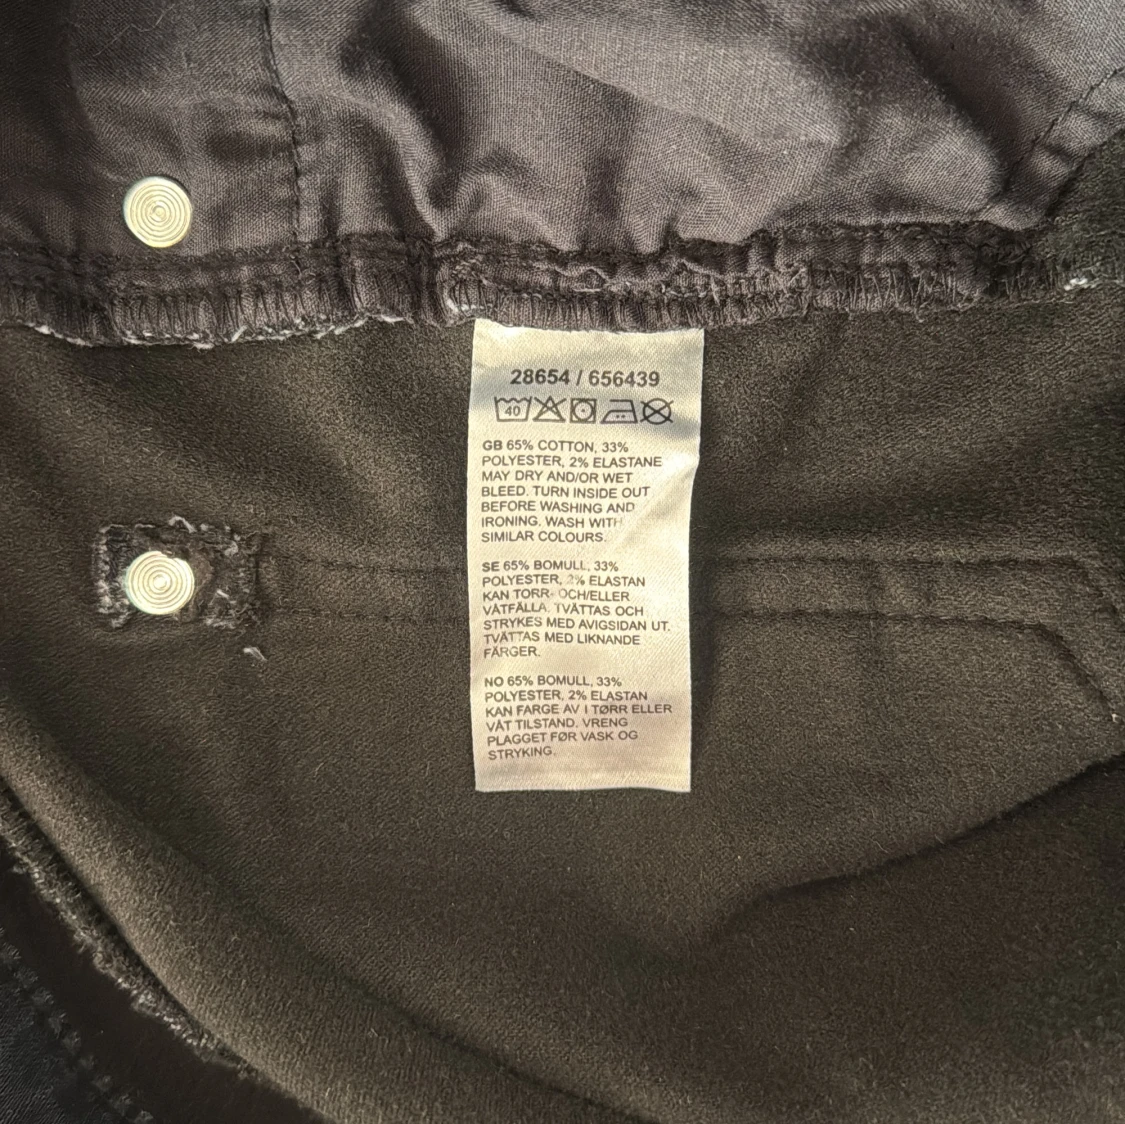 28654 / 656439
40
GB 65% COTTON, 33%
POLYESTER, 2% ELASTANE
MAY DRY AND/OR WET
BLEED. TURN INSIDE OUT
BEFORE WASHING AND
IRONING. WASH WITH
SIMILAR COLOURS.
SE 65% BOMULL, 33%
POLYESTER, 2% ELASTAN
KAN TORR- OCH/ELLER
VÅTFÄLLA. TVÄTTAS OCH
STRYKES MED AVIGSIDAN UT.
TVÄTTAS MED LIKNANDE
FÄRGER.
NO 65% BOMULL, 33%
POLYESTER, 2% ELASTAN
KAN FARGE AV I TØRR ELLER
VÅT TILSTAND. VRENG
PLAGGET FØR VASK OG
STRYKING.